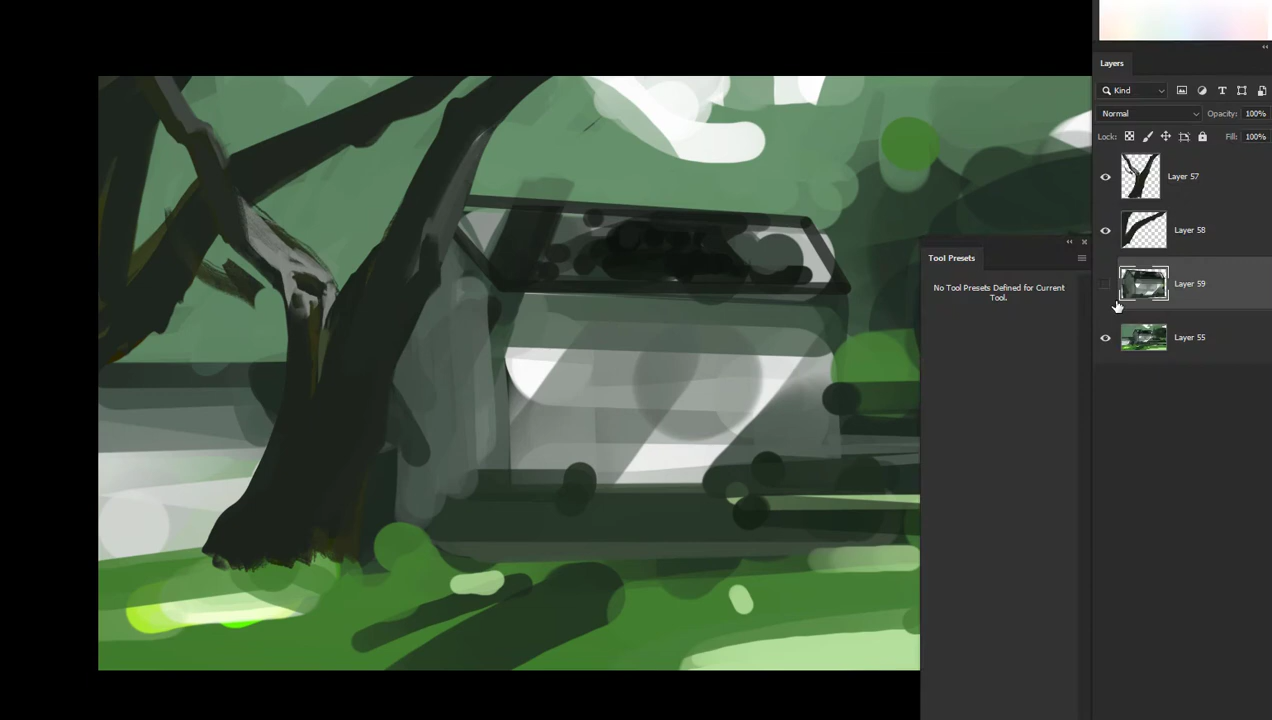 Layers
Kind
Normal
Opacity: 100%
Lock:
Fill: 100%
Layer 57
Layer 58
Tool Presets
No Tool Presets Defined for Current
Tool.
Layer 59
Layer 55